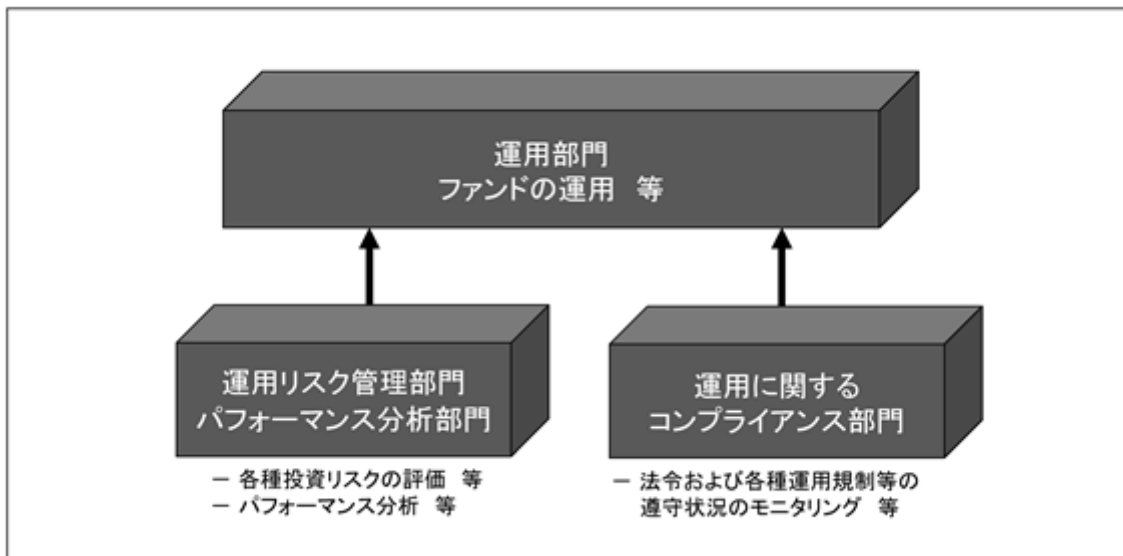 運用部門
ファンドの運用 等
運用リスク管理部門
パフォーマンス分析部門
－ 各種投資リスクの評価 等
－ パフォーマンス分析 等
運用に関する
コンプライアンス部門
－ 法令および各種運用規制等の
遵守状況のモニタリング 等